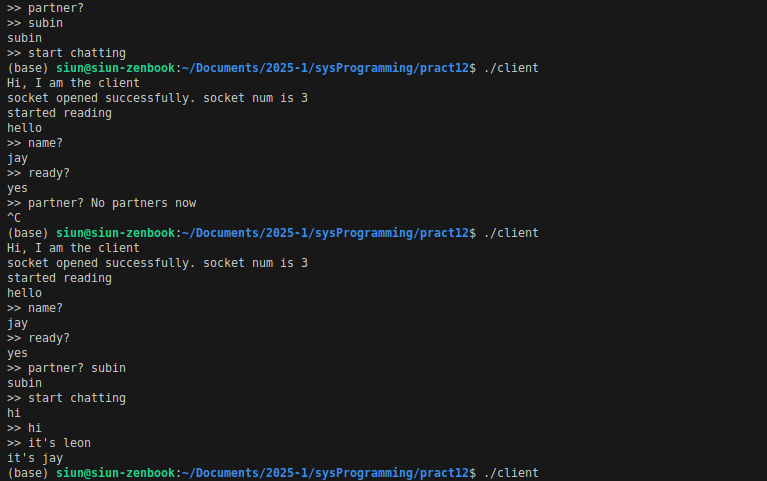 >> partner?
>> subin
subin
>> start chatting
(base) siun@siun-zenbook:~/Documents/2025-1/sysProgramming/pract12$ ./client
Hi, I am the client
socket opened successfully. socket num is 3
started reading
hello
>> name?
jay
>> ready?
yes
>> partner? No partners now
^C
(base) siun@siun-zenbook:~/Documents/2025-1/sysProgramming/pract12$ ./client
Hi, I am the client
socket opened successfully. socket num is 3
started reading
hello
>> name?
jay
>> ready?
yes
>> partner? subin
subin
>> start chatting
hi
>> hi
>> it's leon
it's jay
(base) siun@siun-zenbook:~/Documents/2025-1/sysProgramming/pract12$ ./client